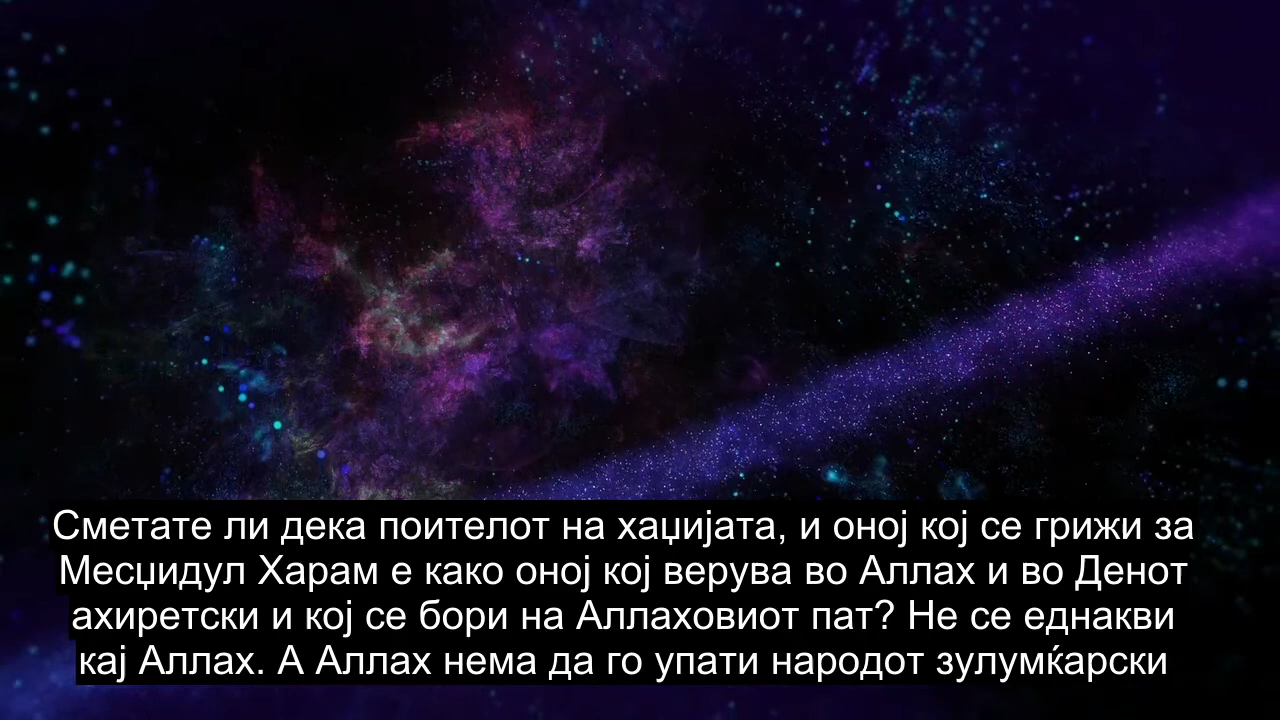 Сметате ли дека поителот на хаџијата, и оној кој се грижи за
Месџидул Харам е како оној кој верува во Аллах и во Денот
ахиретски и кој се бори на Аллаховиот пат? Не се еднакви
кај Аллах. А Аллах нема да го упати народот зулумќарски